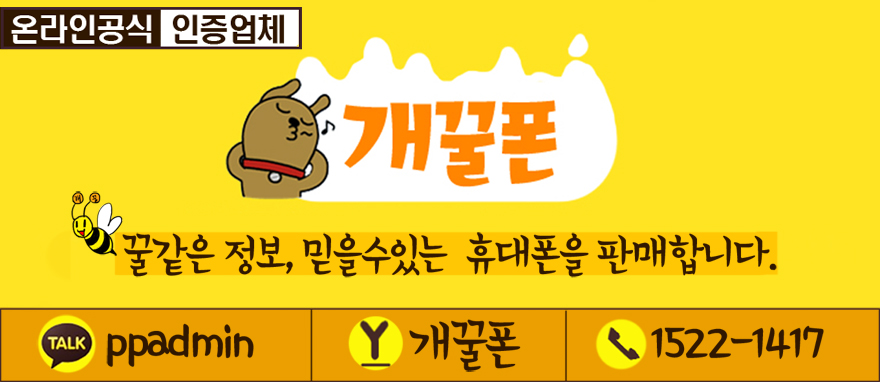 온라인공식 인증업체
개꿀폰
개 폰
꿀같은 정보, 믿을수있는 휴대폰을 판매합니다.
TALK ppadmin Y 개꿀폰 1522-1417